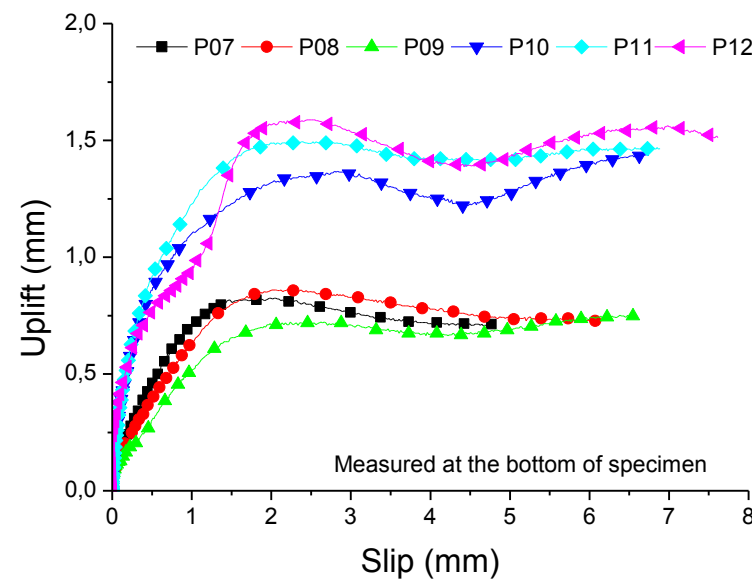 2,0
P07 P08 P09 P10 P11 P12
1,5
Uplift (mm)
1,0
0,5
Measured at the bottom of specimen
0,0
0 1 2 3 4 5 6 7 8
Slip (mm)